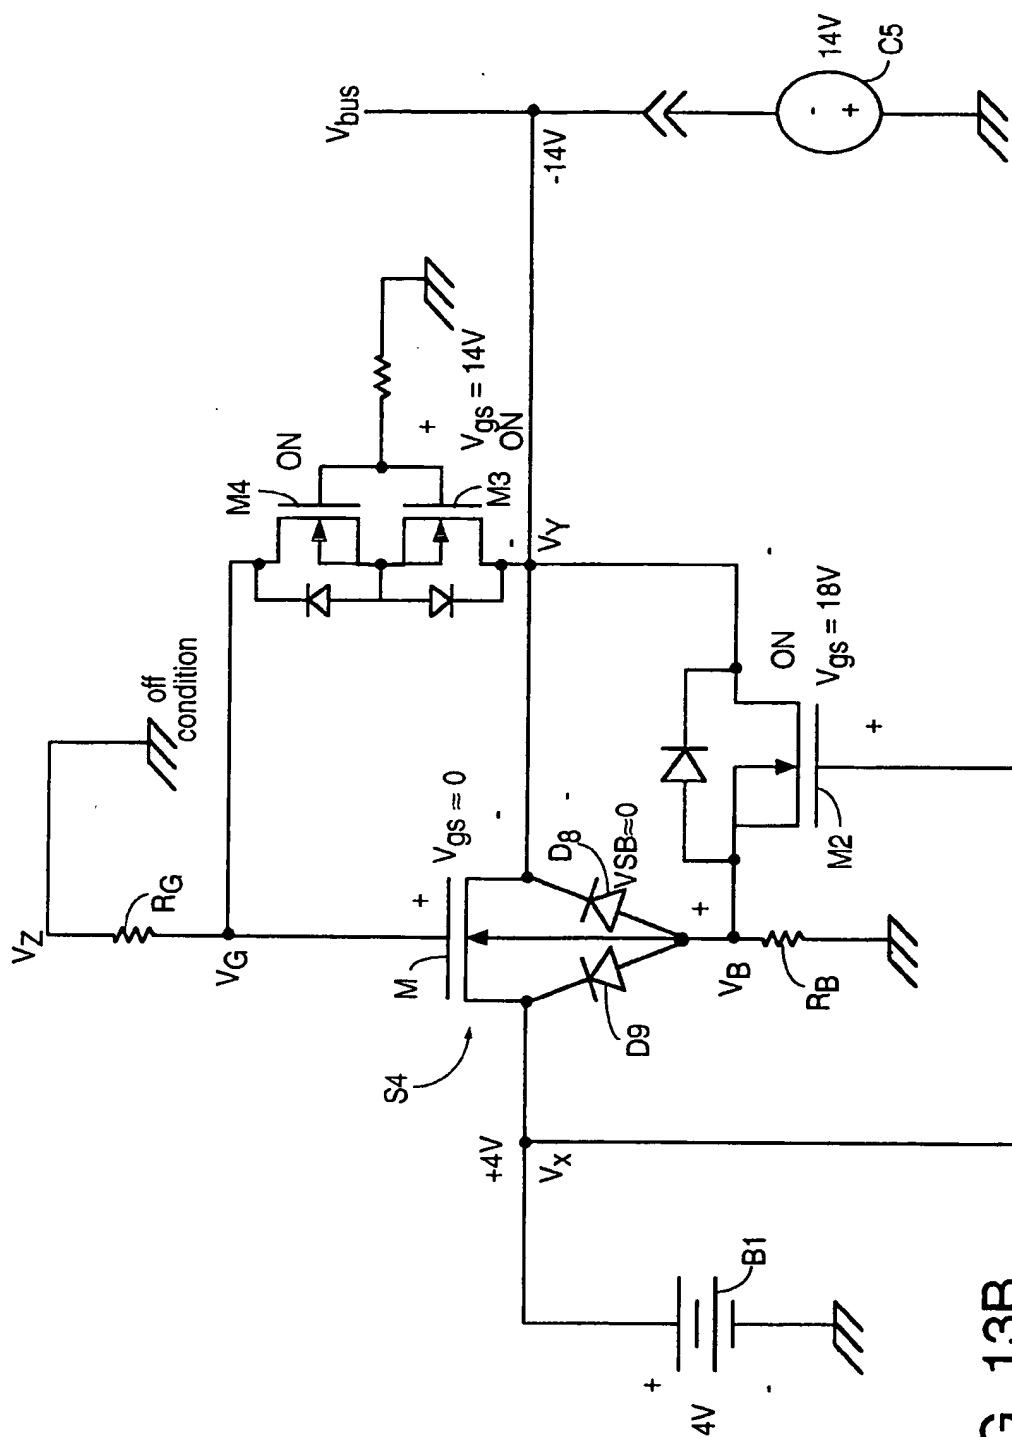 Vbus
14V
C5
-14V
Vgs = 14V
ON
+
M3
ON
M4
-
VY
off
condition
VZ
RG
VG
Vgs ≈ 0
+
-
M
S4
D8
VSB≈0
-
+
D9
VB
RB
ON
Vgs = 18V
+
-
M2
+4V
VX
B1
+
4V
-
-
+
G. 13B